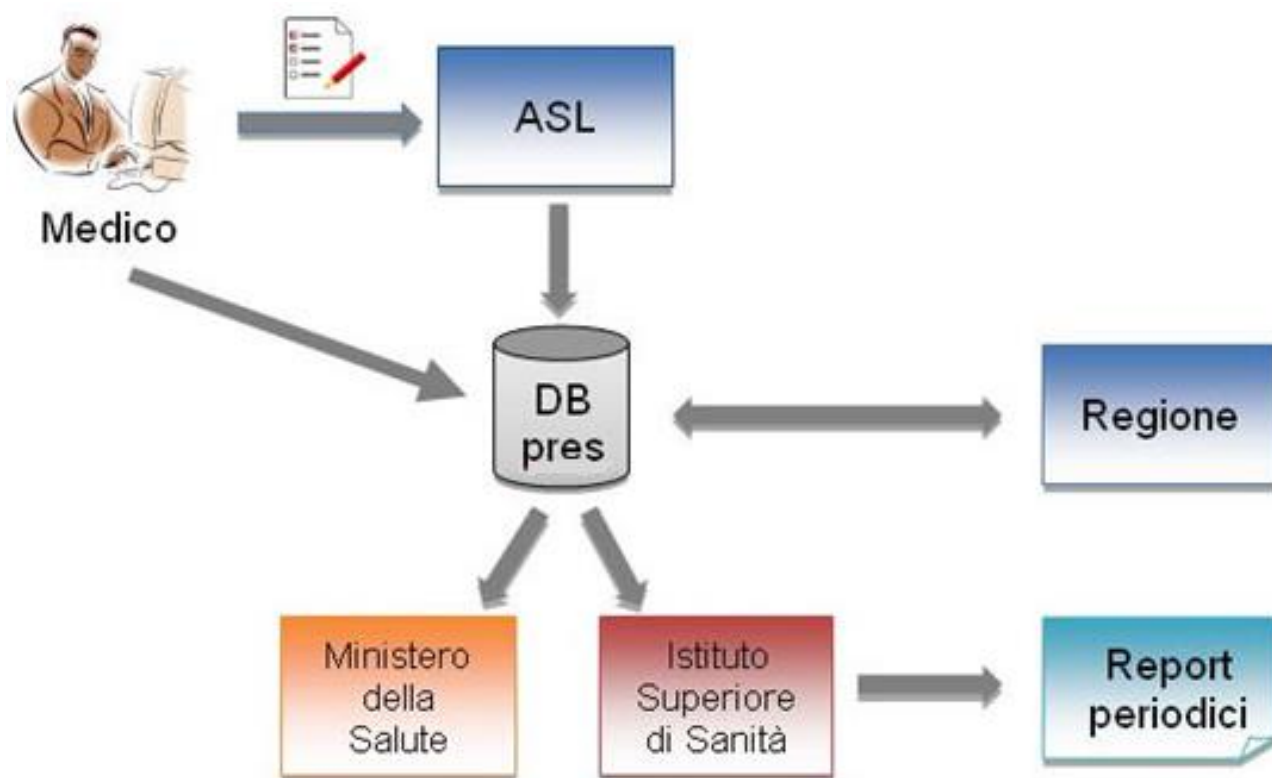 ASL
Medico
DB
pres
Regione
Ministero
della
Salute
Istituto
Superiore
di Sanità
Report
periodici